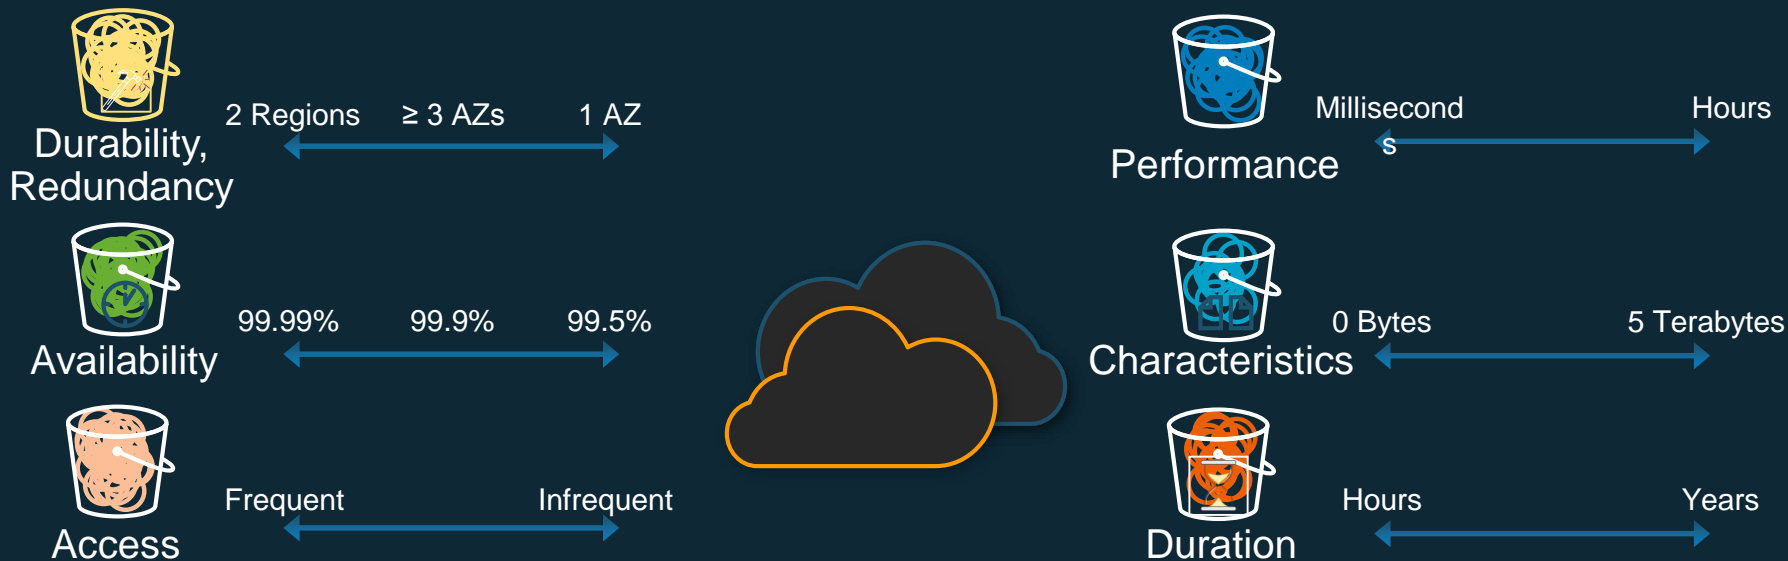 2 Regions ≥ 3 AZs 1 AZ
Durability,
Redundancy
99.99% 99.9% 99.5%
Availability
Frequent Infrequent
Access
Millisecond
s
Hours
Performance
0 Bytes 5 Terabytes
Characteristics
Hours Years
Duration